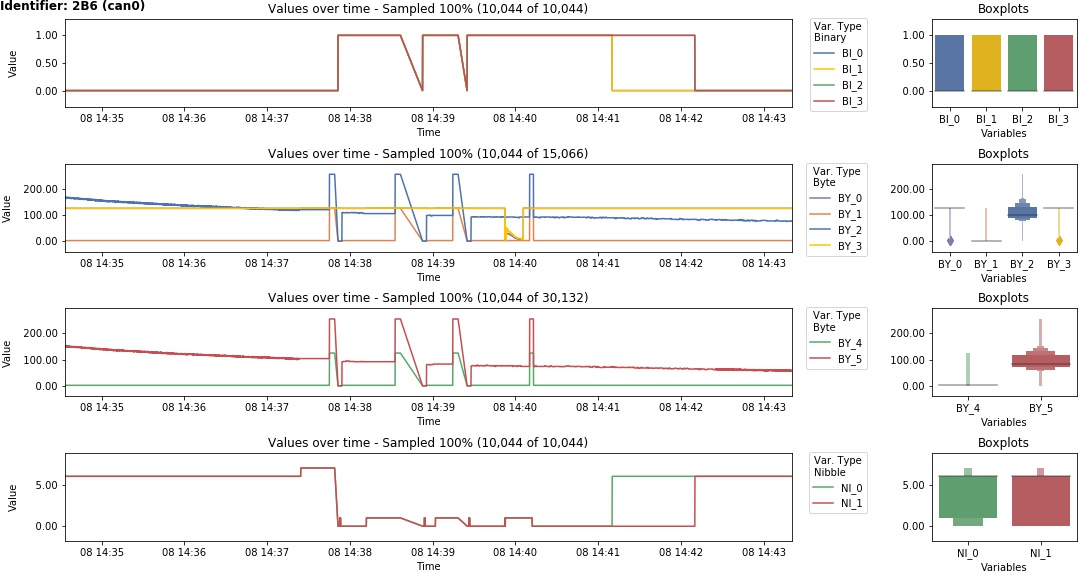 Identifier: 2B6 (can0)
Values over time - Sampled 100% (10,044 of 10,044)
Boxplots
Value
1.00
0.50
0.00
08 14:35 08 14:36 08 14:37 08 14:38 08 14:39 08 14:40 08 14:41 08 14:42 08 14:43
Time
Var. Type
Binary
BI_0
BI_1
BI_2
BI_3
1.00
0.50
0.00
BI_0 BI_1 BI_2 BI_3
Variables
Values over time - Sampled 100% (10,044 of 15,066)
Boxplots
Value
200.00
100.00
0.00
08 14:35 08 14:36 08 14:37 08 14:38 08 14:39 08 14:40 08 14:41 08 14:42 08 14:43
Time
Var. Type
Byte
BY_0
BY_1
BY_2
BY_3
200.00
100.00
0.00
BY_0 BY_1 BY_2 BY_3
Variables
Values over time - Sampled 100% (10,044 of 30,132)
Boxplots
Value
200.00
100.00
0.00
08 14:35 08 14:36 08 14:37 08 14:38 08 14:39 08 14:40 08 14:41 08 14:42 08 14:43
Time
Var. Type
Byte
BY_4
BY_5
200.00
100.00
0.00
BY_4 BY_5
Variables
Values over time - Sampled 100% (10,044 of 10,044)
Boxplots
Value
5.00
0.00
08 14:35 08 14:36 08 14:37 08 14:38 08 14:39 08 14:40 08 14:41 08 14:42 08 14:43
Time
Var. Type
Nibble
NI_0
NI_1
5.00
0.00
NI_0 NI_1
Variables